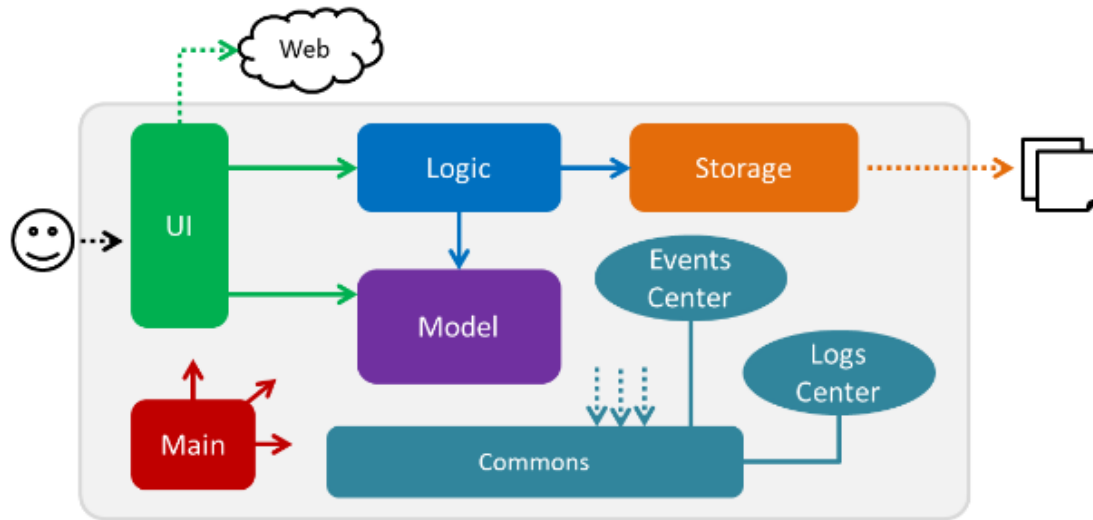 Web
UI
Logic
Storage
Model
Events
Center
Logs
Center
Main
Commons